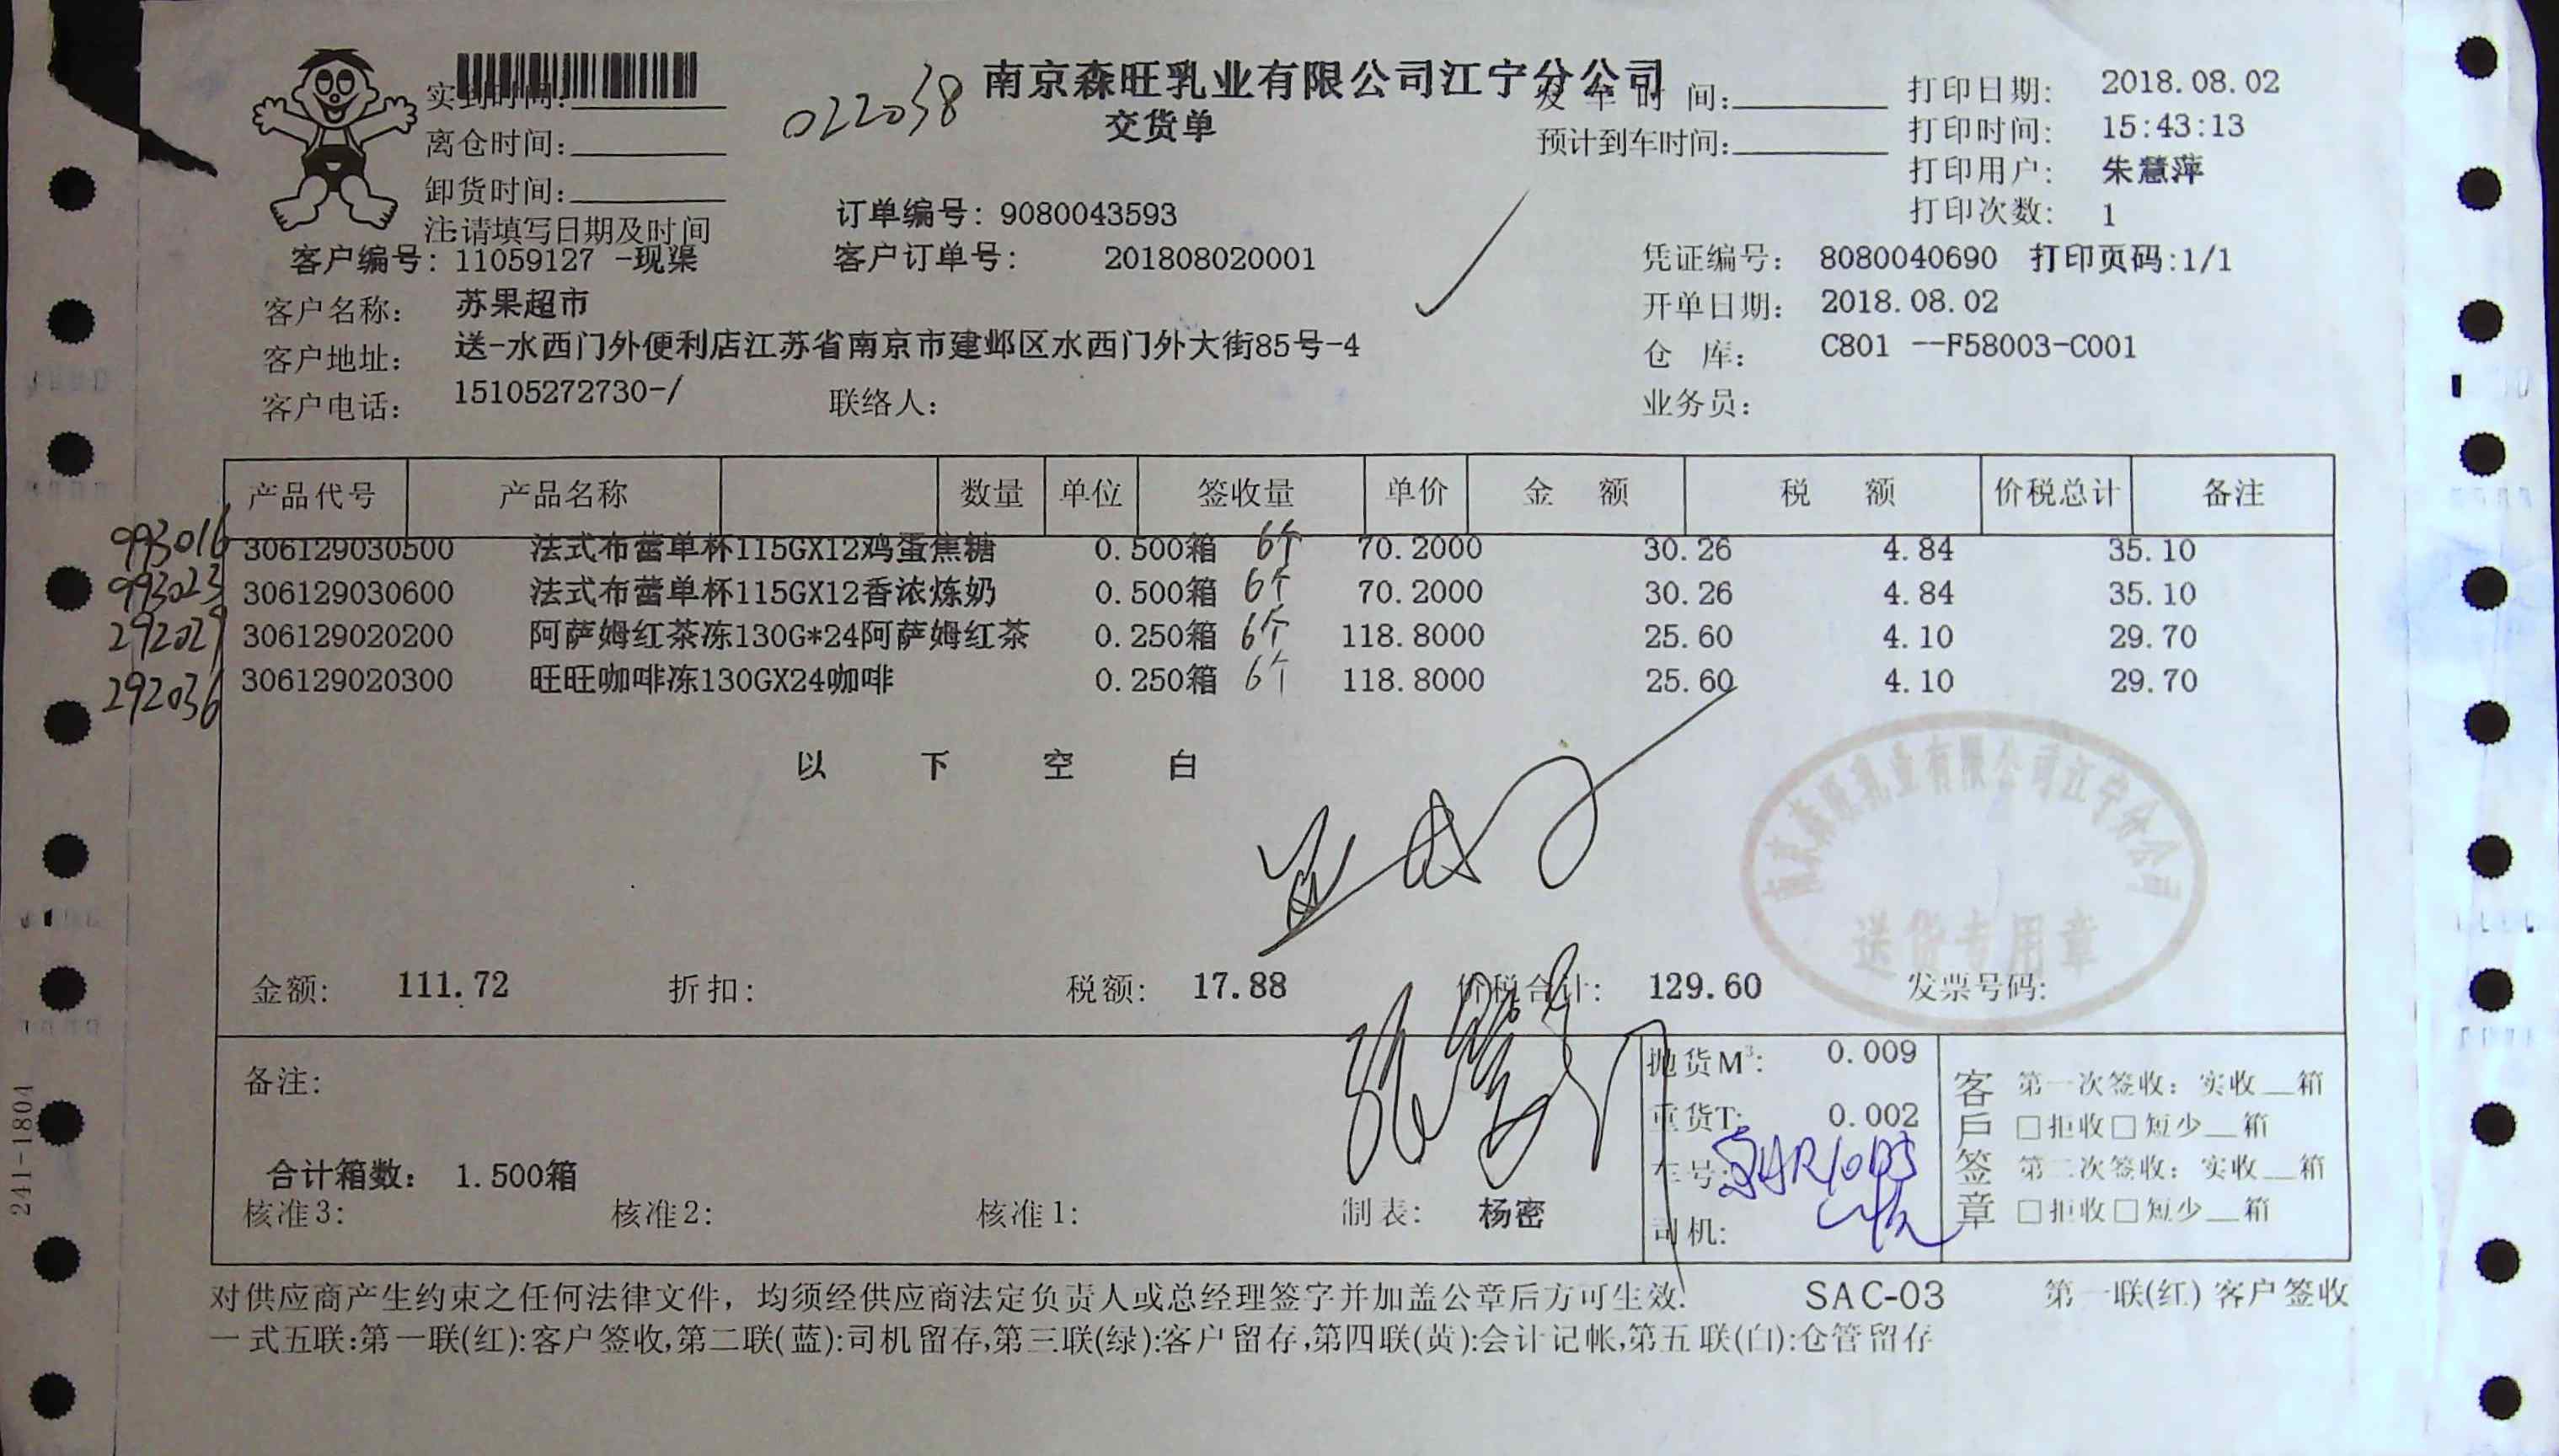 南京森旺乳业有限公司江宁分公司
交货单
022038
实到时间:
离仓时间:
卸货时间:
注:请填写日期及时间
发车时间:
预计到车时间:
打印日期: 2018.08.02
打印时间: 15:43:13
打印用户: 朱慧萍
打印次数: 1
订单编号: 9080043593
客户编号: 11059127 -现渠 客户订单号: 201808020001 凭证编号: 8080040690 打印页码:1/1
客户名称: 苏果超市 开单日期: 2018.08.02
客户地址: 送-水西门外便利店江苏省南京市建邺区水西门外大街85号-4 仓 库: C801 --F58003-C001
客户电话: 15105272730-/ 联络人: 业务员:
产品代号 产品名称 数量 单位 签收量 单价 金 额 税 额 价税总计 备注
993016 306129030500 法式布蕾单杯115GX12鸡蛋焦糖 0.500箱 6个 70.2000 30.26 4.84 35.10
993023 306129030600 法式布蕾单杯115GX12香浓炼奶 0.500箱 6个 70.2000 30.26 4.84 35.10
292029 306129020200 阿萨姆红茶冻130G*24阿萨姆红茶 0.250箱 6个 118.8000 25.60 4.10 29.70
292036 306129020300 旺旺咖啡冻130GX24咖啡 0.250箱 6个 118.8000 25.60 4.10 29.70
以 下 空 白
南京森旺乳业有限公司江宁分公司
送货专用章
金额: 111.72 折扣: 税额: 17.88 价税合计: 129.60 发票号码:
备注:
合计箱数: 1.500箱
核准3: 核准2: 核准1: 制表: 杨密
抛货M³: 0.009
重货T: 0.002
车号:
司机:
客户签章
第一次签收: 实收__箱
□拒收□短少__箱
第二次签收: 实收__箱
□拒收□短少__箱
对供应商产生约束之任何法律文件，均须经供应商法定负责人或总经理签字并加盖公章后方可生效. SAC-03 第一联(红) 客户签收
一式五联:第一联(红):客户签收,第二联(蓝):司机留存,第三联(绿):客户留存,第四联(黄):会计记帐,第五联(白):仓管留存
241-1804